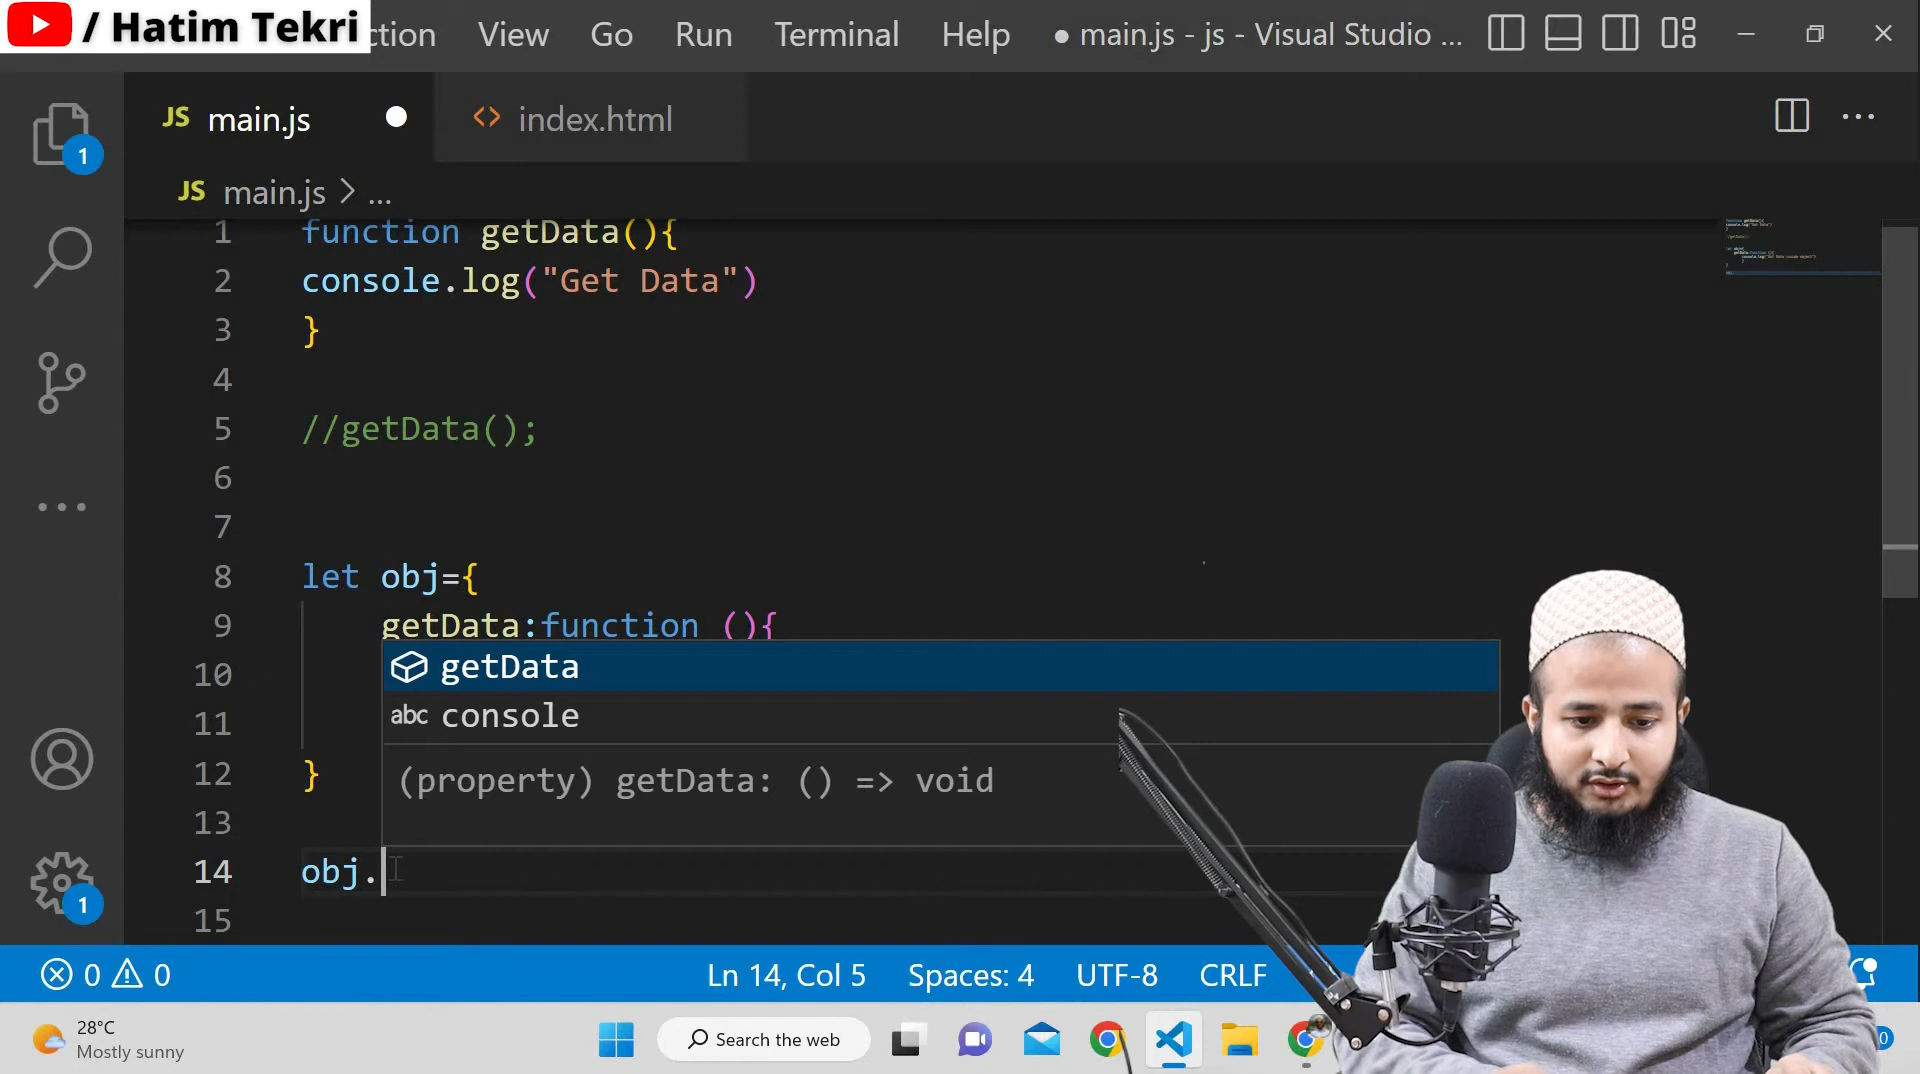 / Hatim Tekri
ction View Go Run Terminal Help ● main.js - js - Visual Studio ...
JS main.js ● <> index.html ...
JS main.js > ...
1 function getData(){
2 console.log("Get Data")
3 }
4
5 //getData();
6
7
8 let obj={
9 getData:function (){
10 getData
11 abc console
12 } (property) getData: () => void
13
14 obj.
15
1
1
0 0 Ln 14, Col 5 Spaces: 4 UTF-8 CRLF
28°C
Mostly sunny
Search the web